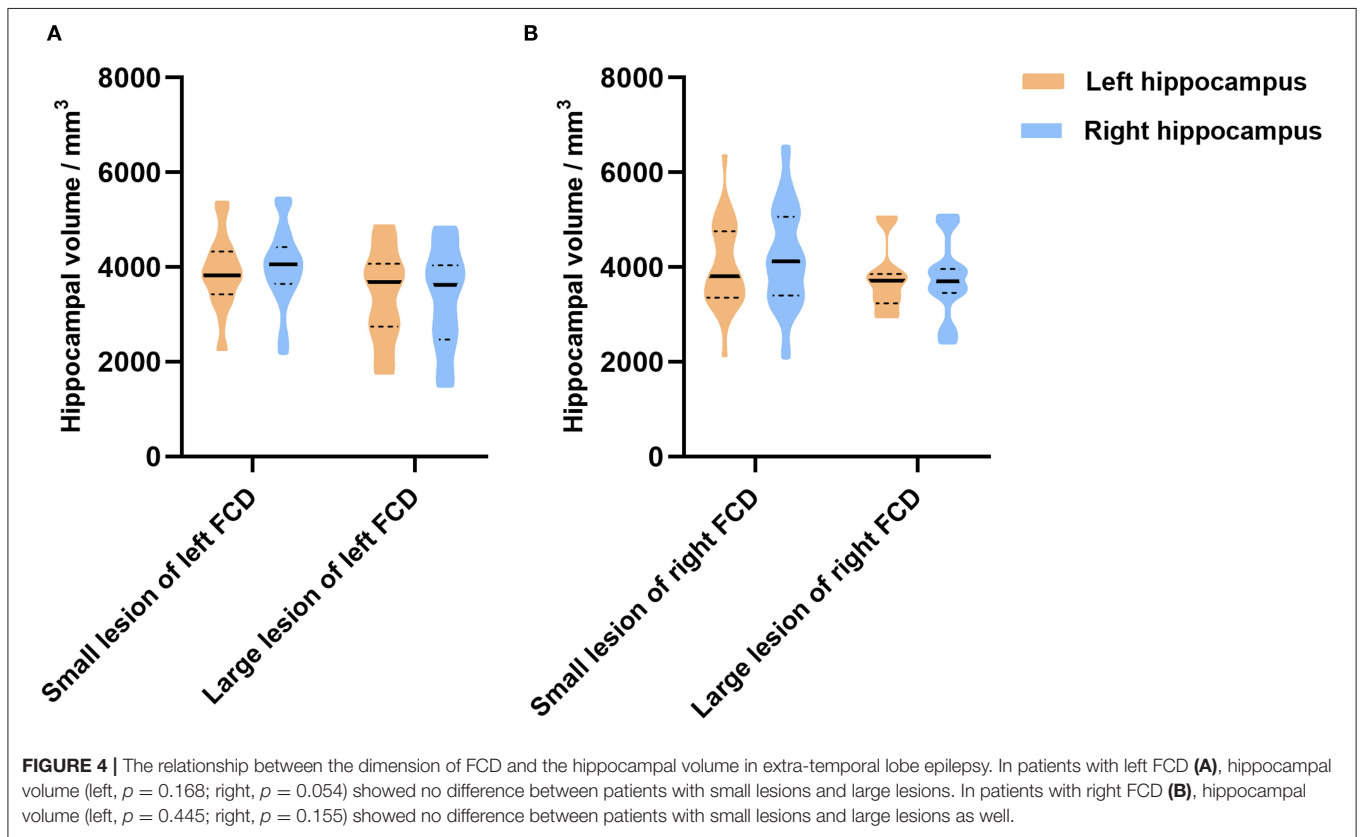 A
B
8000
6000
4000
2000
0
Hippocampal volume / mm³
Small lesion of left FCD
Large lesion of left FCD
8000
6000
4000
2000
0
Hippocampal volume / mm³
Small lesion of right FCD
Large lesion of right FCD
Left hippocampus
Right hippocampus
FIGURE 4 | The relationship between the dimension of FCD and the hippocampal volume in extra-temporal lobe epilepsy. In patients with left FCD (A), hippocampal
volume (left, p = 0.168; right, p = 0.054) showed no difference between patients with small lesions and large lesions. In patients with right FCD (B), hippocampal
volume (left, p = 0.445; right, p = 0.155) showed no difference between patients with small lesions and large lesions as well.